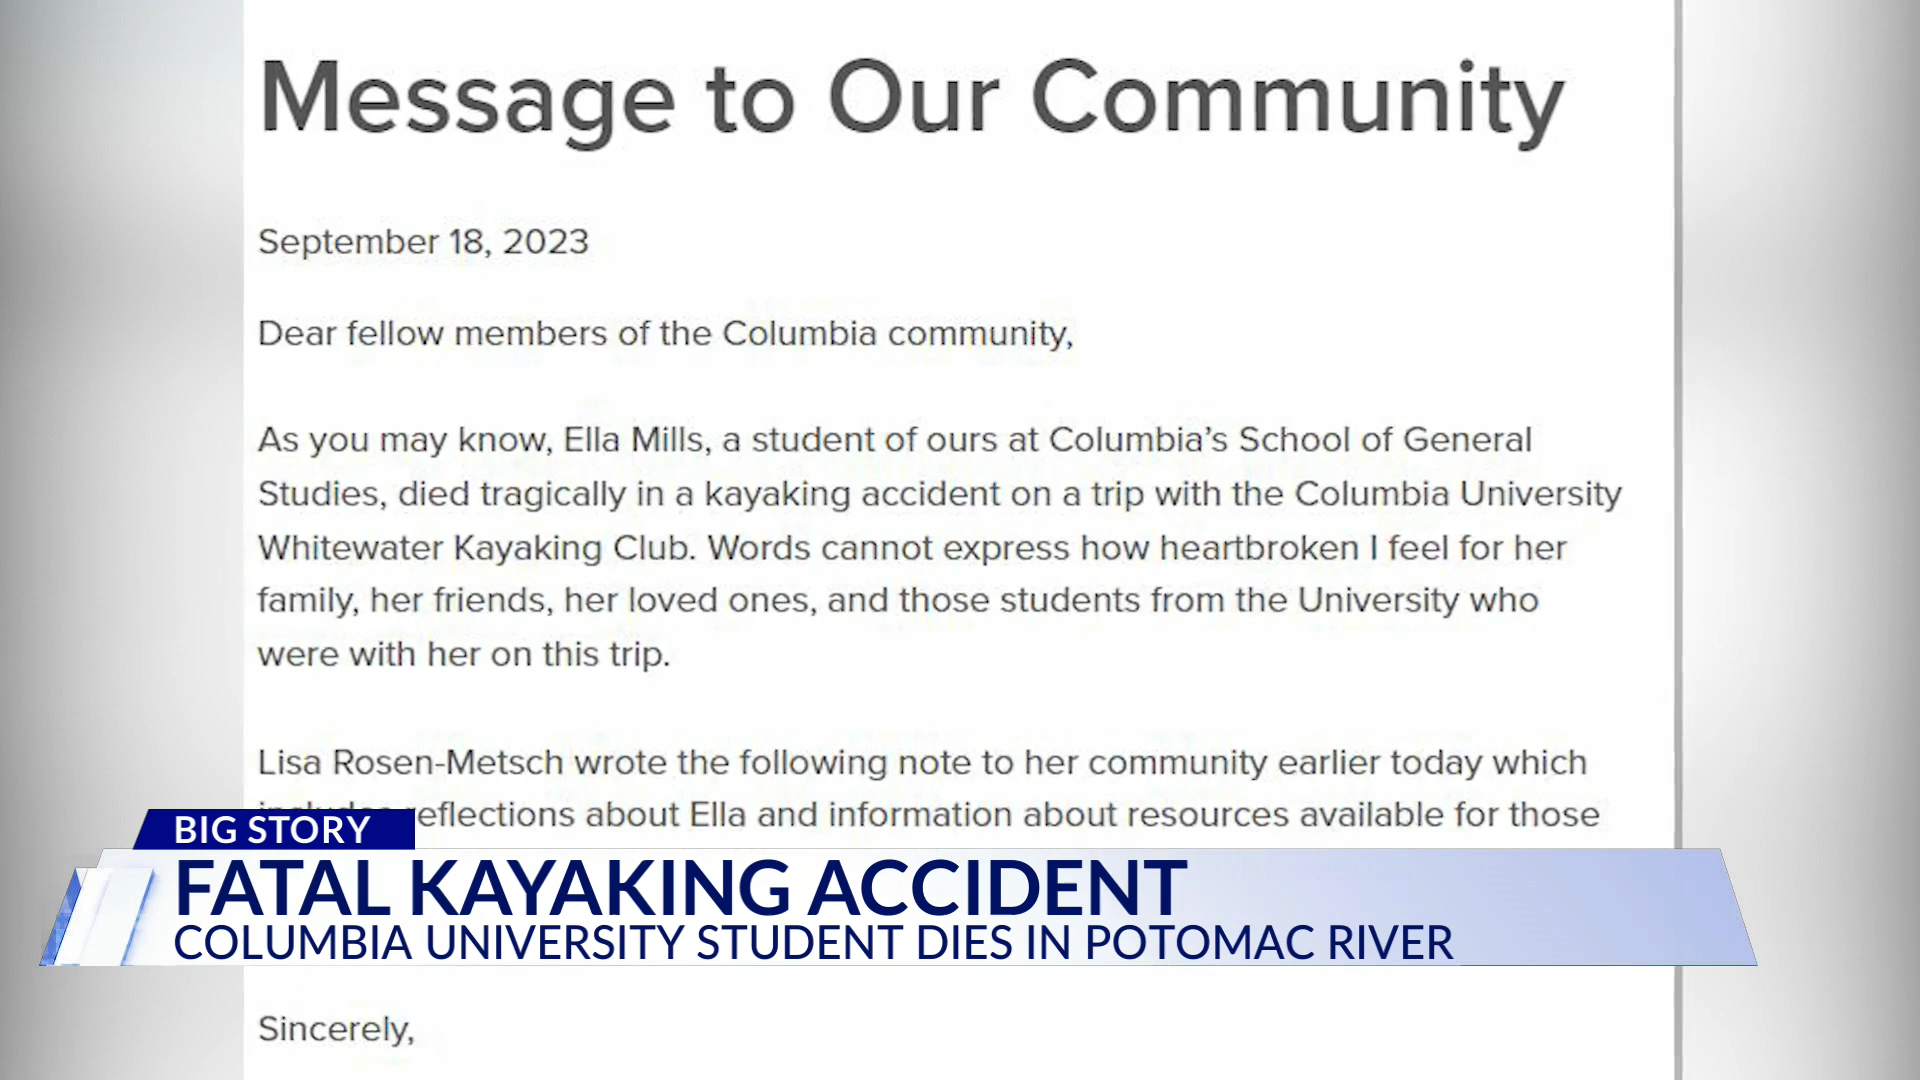 Message to Our Community
September 18, 2023
Dear fellow members of the Columbia community,
As you may know, Ella Mills, a student of ours at Columbia’s School of General
Studies, died tragically in a kayaking accident on a trip with the Columbia University
Whitewater Kayaking Club. Words cannot express how heartbroken I feel for her
family, her friends, her loved ones, and those students from the University who
were with her on this trip.
Lisa Rosen-Metsch wrote the following note to her community earlier today which
reflections about Ella and information about resources available for those
BIG STORY
FATAL KAYAKING ACCIDENT
COLUMBIA UNIVERSITY STUDENT DIES IN POTOMAC RIVER
Sincerely,